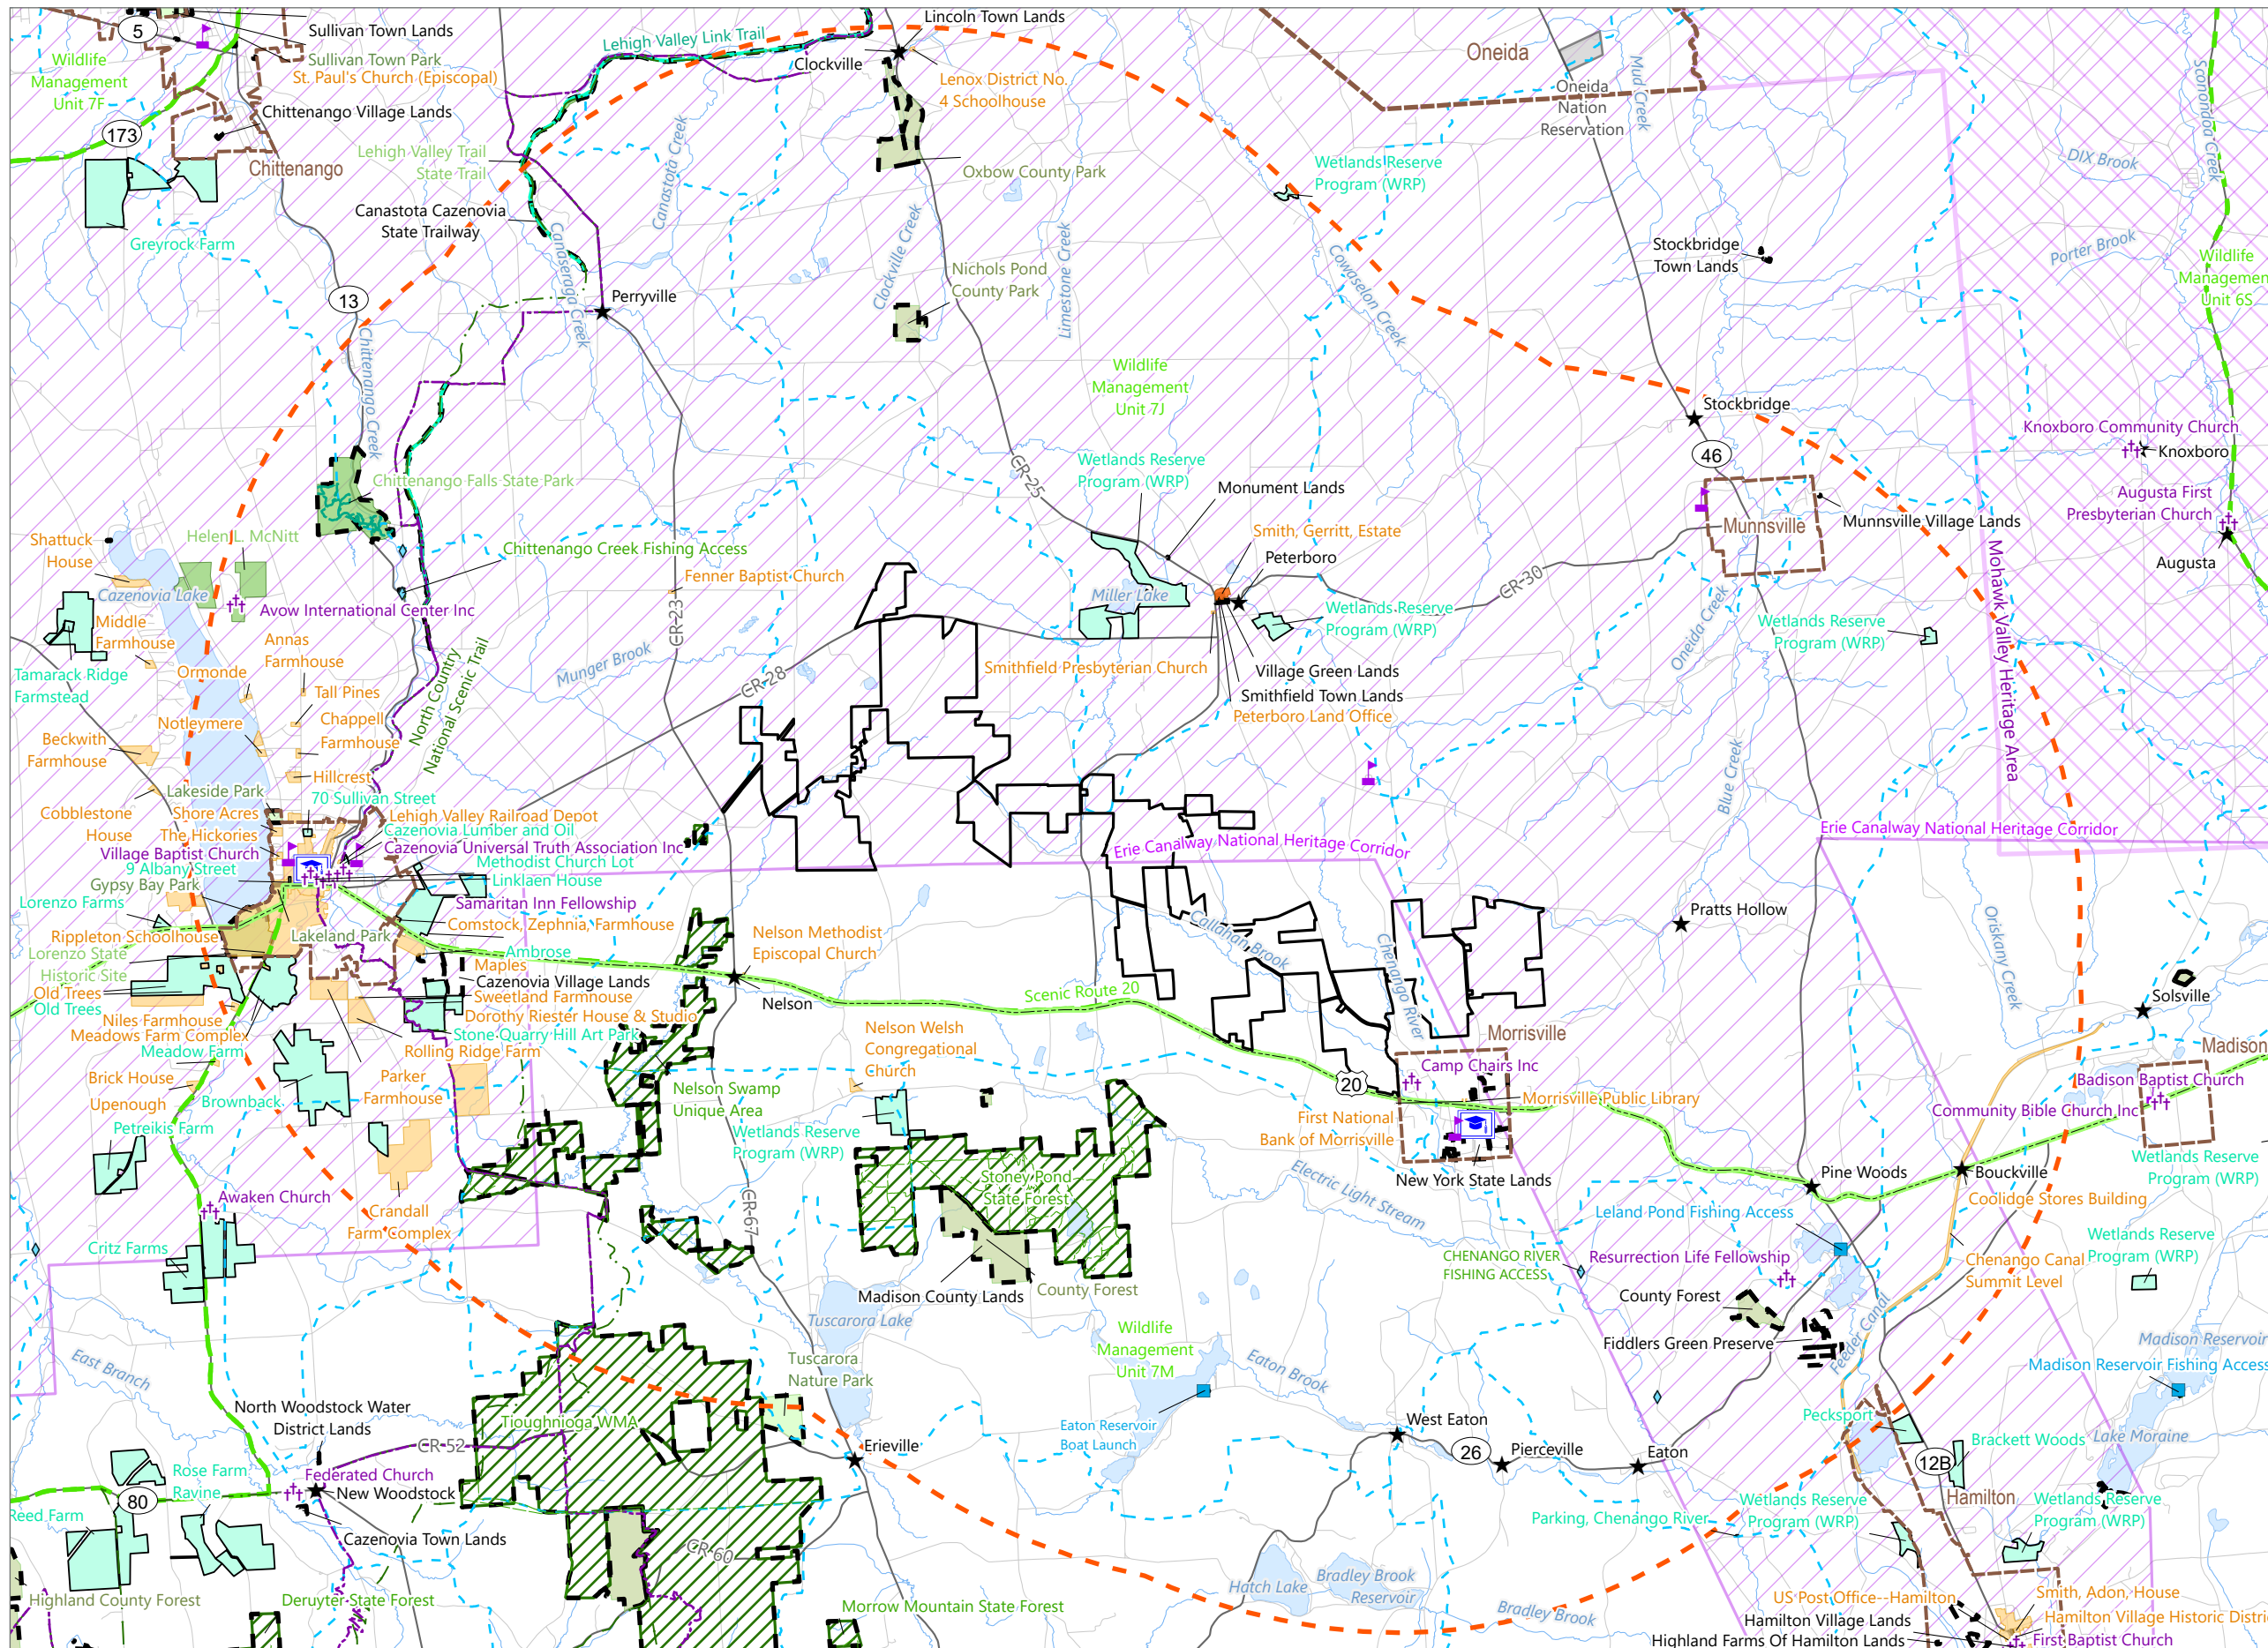 Lincoln Town Lands
5
Sullivan Town Lands
Lehigh Valley Link Trail
Oneida
Wildlife
Management
Unit 7F
Sullivan Town Park
St. Paul's Church (Episcopal)
Clockville
Lenox District No.
4 Schoolhouse
Oneida
Nation
Reservation
Mud Creek
Sconondoa Creek
Chittenango Village Lands
173
Chittenango
Lehigh Valley Trail
State Trail
Canastota Creek
Oxbow County Park
Wetlands Reserve
Program (WRP)
DIX Brook
Canastota Cazenovia
State Trailway
Greyrock Farm
Canaseraga Creek
Clockville Creek
Limestone Creek
Cowaselon Creek
Stockbridge
Town Lands
Porter Brook
Wildlife
Managemen
Unit 6S
Nichols Pond
County Park
13
Perryville
Chittenango Creek
Wildlife
Management
Unit 7J
Stockbridge
Knoxboro Community Church
Knoxboro
46
Wetlands Reserve
Program (WRP)
CR-25
Monument Lands
Chittenango Falls State Park
Augusta First
Presbyterian Church
Munnsville
Munnsville Village Lands
Smith, Gerritt, Estate
Peterboro
Augusta
Shattuck
House
Helen L. McNitt
Chittenango Creek Fishing Access
Fenner Baptist Church
CR-30
Cazenovia Lake
Avow International Center Inc
Miller Lake
Wetlands Reserve
Program (WRP)
Wetlands Reserve
Program (WRP)
Oneida Creek
Mohawk Valley Heritage Area
Middle
Farmhouse
Annas
Farmhouse
CR-23
Munger Brook
Smithfield Presbyterian Church
Village Green Lands
Tamarack Ridge
Farmstead
Ormonde
Tall Pines
North Country
National Scenic Trail
CR-28
Smithfield Town Lands
Peterboro Land Office
Notleymere
Chappell
Farmhouse
Beckwith
Farmhouse
Blue Creek
Hillcrest
Lakeside Park
70 Sullivan Street
Cobblestone
House
Shore Acres
The Hickories
Lehigh Valley Railroad Depot
Cazenovia Lumber and Oil
Cazenovia Universal Truth Association Inc
Erie Canalway National Heritage Corridor
Erie Canalway National Heritage Corridor
Village Baptist Church
9 Albany Street
Methodist Church Lot
Linklaen House
Gypsy Bay Park
Lorenzo Farms
Samaritan Inn Fellowship
Comstock, Zephnia, Farmhouse
Pratts Hollow
Callahan Brook
Chenango River
Oriskany Creek
Rippleton Schoolhouse
Lakeland Park
Nelson Methodist
Episcopal Church
Lorenzo State
Historic Site
Ambrose
Maples
Cazenovia Village Lands
Old Trees
Old Trees
Sweetland Farmhouse
Nelson
Scenic Route 20
Solsville
Niles Farmhouse
Dorothy Riester House & Studio
Meadows Farm Complex
Stone Quarry Hill Art Park
Nelson Welsh
Congregational
Church
Morrisville
Madison
Meadow Farm
Rolling Ridge Farm
Camp Chairs Inc
Brick House
Upenough
Parker
Farmhouse
Nelson Swamp
Unique Area
20
Badison Baptist Church
Brownback
Morrisville Public Library
Community Bible Church Inc
Petreikis Farm
Wetlands Reserve
Program (WRP)
First National
Bank of Morrisville
Wetlands Reserve
Program (WRP)
Stoney Pond
State Forest
Electric Light Stream
New York State Lands
Pine Woods
Bouckville
Awaken Church
Crandall
Farm Complex
CR-67
Leland Pond Fishing Access
Coolidge Stores Building
Critz Farms
CHENANGO RIVER
FISHING ACCESS
Resurrection Life Fellowship
Wetlands Reserve
Program (WRP)
Chenango Canal
Summit Level
Madison County Lands
County Forest
County Forest
Tuscarora Lake
Wildlife
Management
Unit 7M
Fiddlers Green Preserve
Feeder Canal
Madison Reservoir
East Branch
Tuscarora
Nature Park
Eaton Brook
Madison Reservoir Fishing Access
North Woodstock Water
District Lands
Tioughnioga WMA
Eaton Reservoir
Boat Launch
West Eaton
Pecksport
CR-52
Erieville
26
Pierceville
Eaton
Brackett Woods
Lake Moraine
Rose Farm
Ravine
Federated Church
New Woodstock
12B
80
Hamilton
Reed Farm
Wetlands Reserve
Program (WRP)
Wetlands Reserve
Program (WRP)
Parking, Chenango River
Cazenovia Town Lands
CR-60
Hatch Lake
Bradley Brook
Reservoir
Highland County Forest
Deruyter State Forest
Morrow Mountain State Forest
Bradley Brook
US Post Office--Hamilton
Smith, Adon, House
Hamilton Village Lands
Hamilton Village Historic Distri
Highland Farms Of Hamilton Lands
First Baptist Church